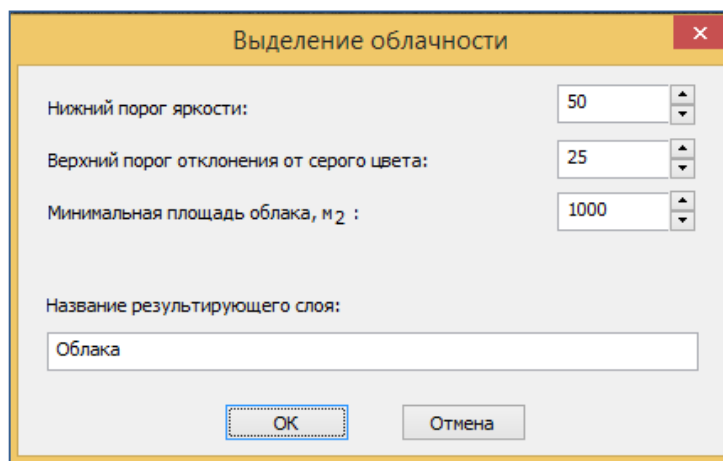 Выделение облачности
Нижний порог яркости: 50
Верхний порог отклонения от серого цвета: 25
Минимальная площадь облака, м2 : 1000
Название результирующего слоя:
Облака
ОК Отмена